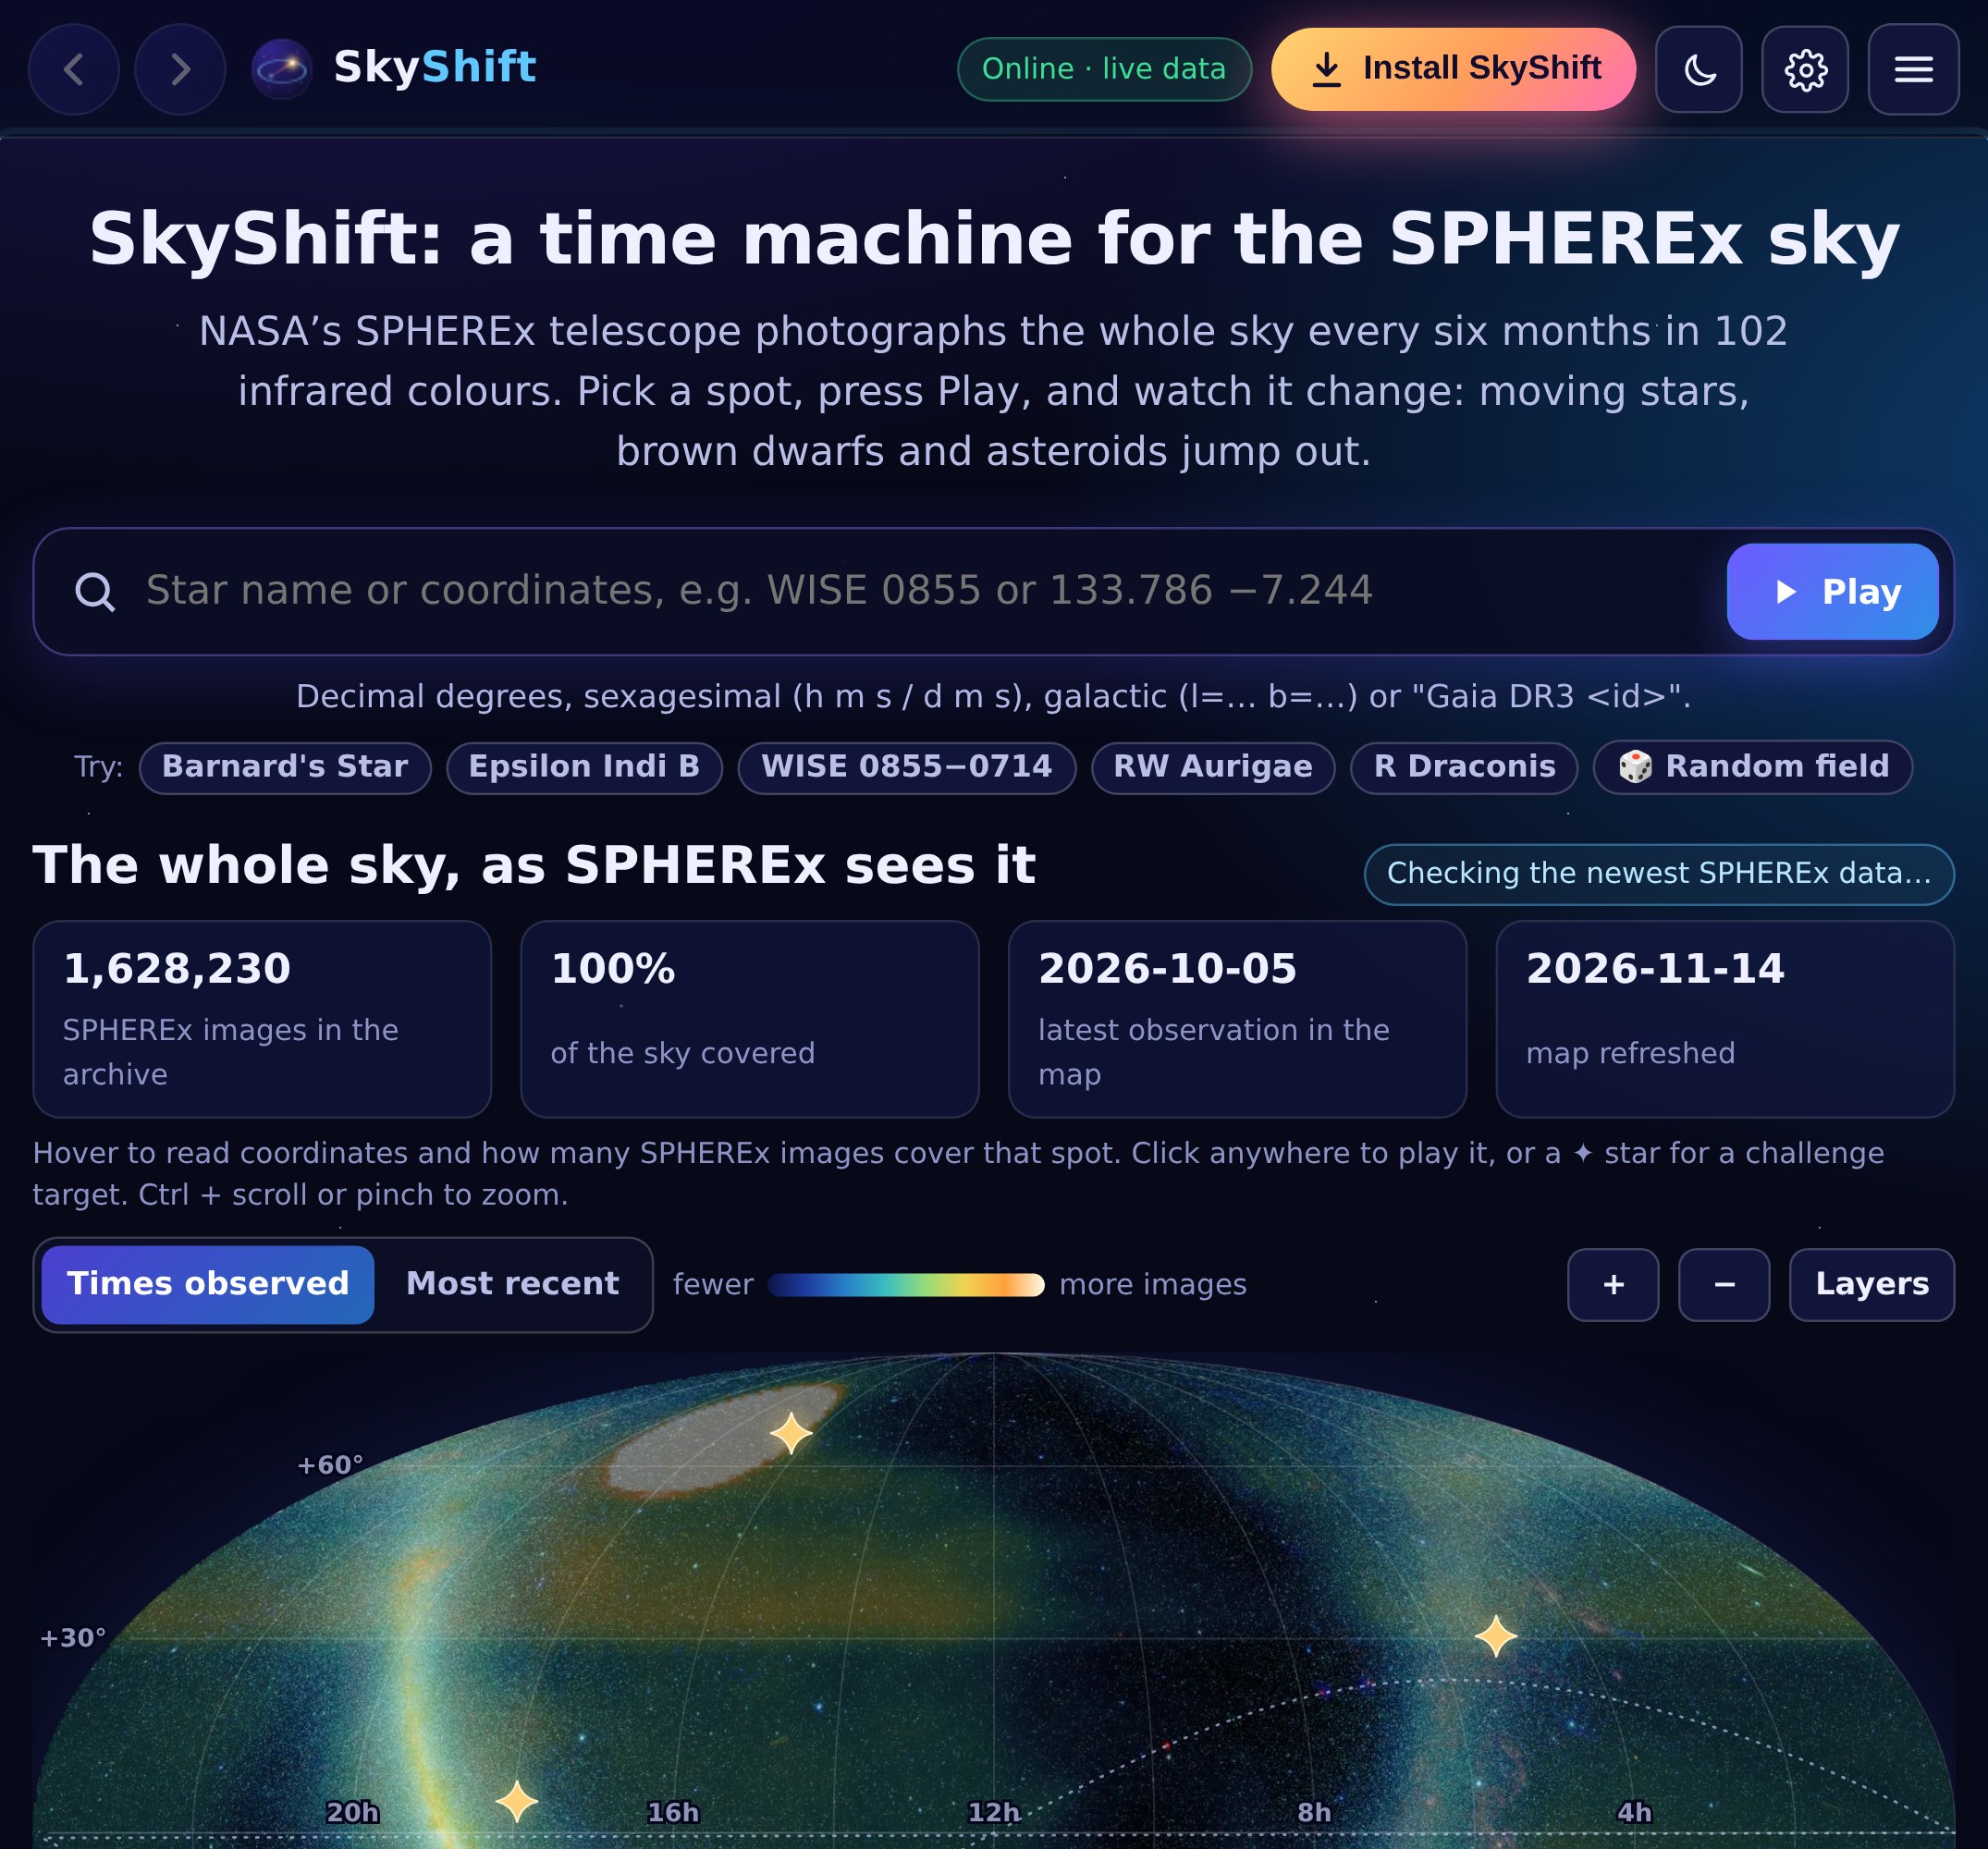 SkyShift
Online · live data
Install SkyShift
SkyShift: a time machine for the SPHEREx sky
NASA’s SPHEREx telescope photographs the whole sky every six months in 102
infrared colours. Pick a spot, press Play, and watch it change: moving stars,
brown dwarfs and asteroids jump out.
Star name or coordinates, e.g. WISE 0855 or 133.786 −7.244
Play
Decimal degrees, sexagesimal (h m s / d m s), galactic (l=… b=…) or "Gaia DR3 <id>".
Try: Barnard's Star Epsilon Indi B WISE 0855−0714 RW Aurigae R Draconis 🎲 Random field
The whole sky, as SPHEREx sees it
Checking the newest SPHEREx data…
1,628,230
SPHEREx images in the
archive
100%
of the sky covered
2026-10-05
latest observation in the
map
2026-11-14
map refreshed
Hover to read coordinates and how many SPHEREx images cover that spot. Click anywhere to play it, or a ✦ star for a challenge
target. Ctrl + scroll or pinch to zoom.
Times observed Most recent fewer more images + − Layers
+60°
+30°
20h 16h 12h 8h 4h